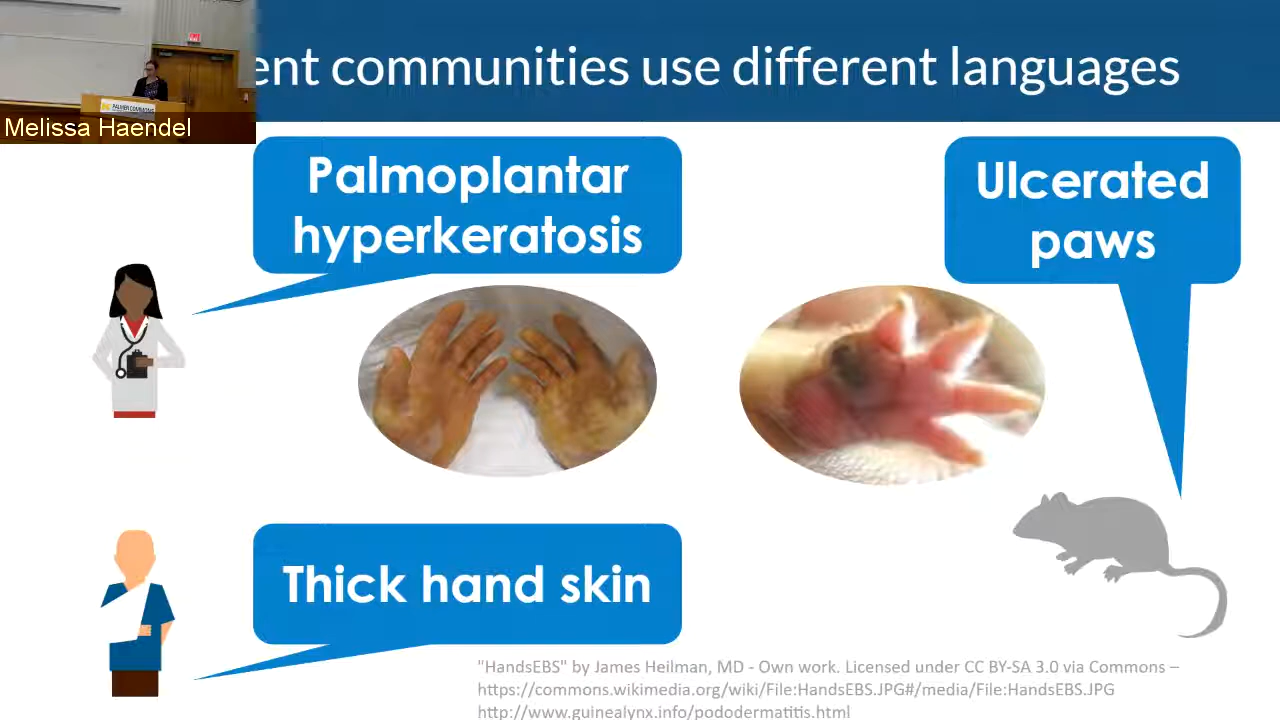 ent communities use different languages
PALMER COMMONS
Melissa Haendel
Palmoplantar
hyperkeratosis
Ulcerated
paws
Thick hand skin
"HandsEBS" by James Heilman, MD - Own work. Licensed under CC BY-SA 3.0 via Commons –
https://commons.wikimedia.org/wiki/File:HandsEBS.JPG#/media/File:HandsEBS.JPG
http://www.guinealynx.info/pododermatitis.html